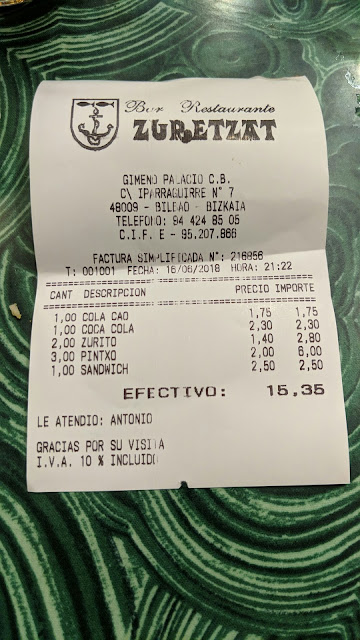 Bar Restaurante
ZURETZAT
GIMENO PALACIO C.B.
C\ IPARRAGUIRRE N° 7
48009 - BILBAO - BIZKAIA
TELEFONO: 94 424 85 05
C.I.F. E - 95.207.866
FACTURA SIMPLIFICADA N°: 216856
T: 001001 FECHA: 16/06/2018 HORA: 21:22
CANT DESCRIPCION PRECIO IMPORTE
1,00 COLA CAO 1,75 1,75
1,00 COCA COLA 2,30 2,30
2,00 ZURITO 1,40 2,80
3,00 PINTXO 2,00 6,00
1,00 SANDWICH 2,50 2,50
EFECTIVO: 15,35
LE ATENDIO: ANTONIO
GRACIAS POR SU VISITA
I.V.A. 10 % INCLUIDO